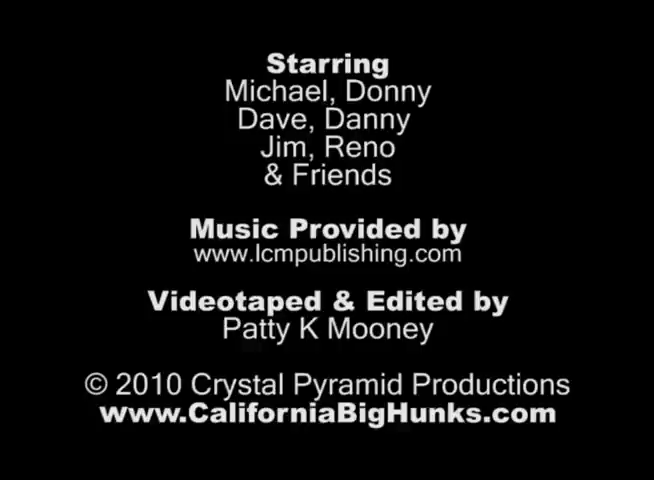 Starring
Michael, Donny
Dave, Danny
Jim, Reno
& Friends
Music Provided by
www.lcmpublishing.com
Videotaped & Edited by
Patty K Mooney
© 2010 Crystal Pyramid Productions
www.CaliforniaBigHunks.com